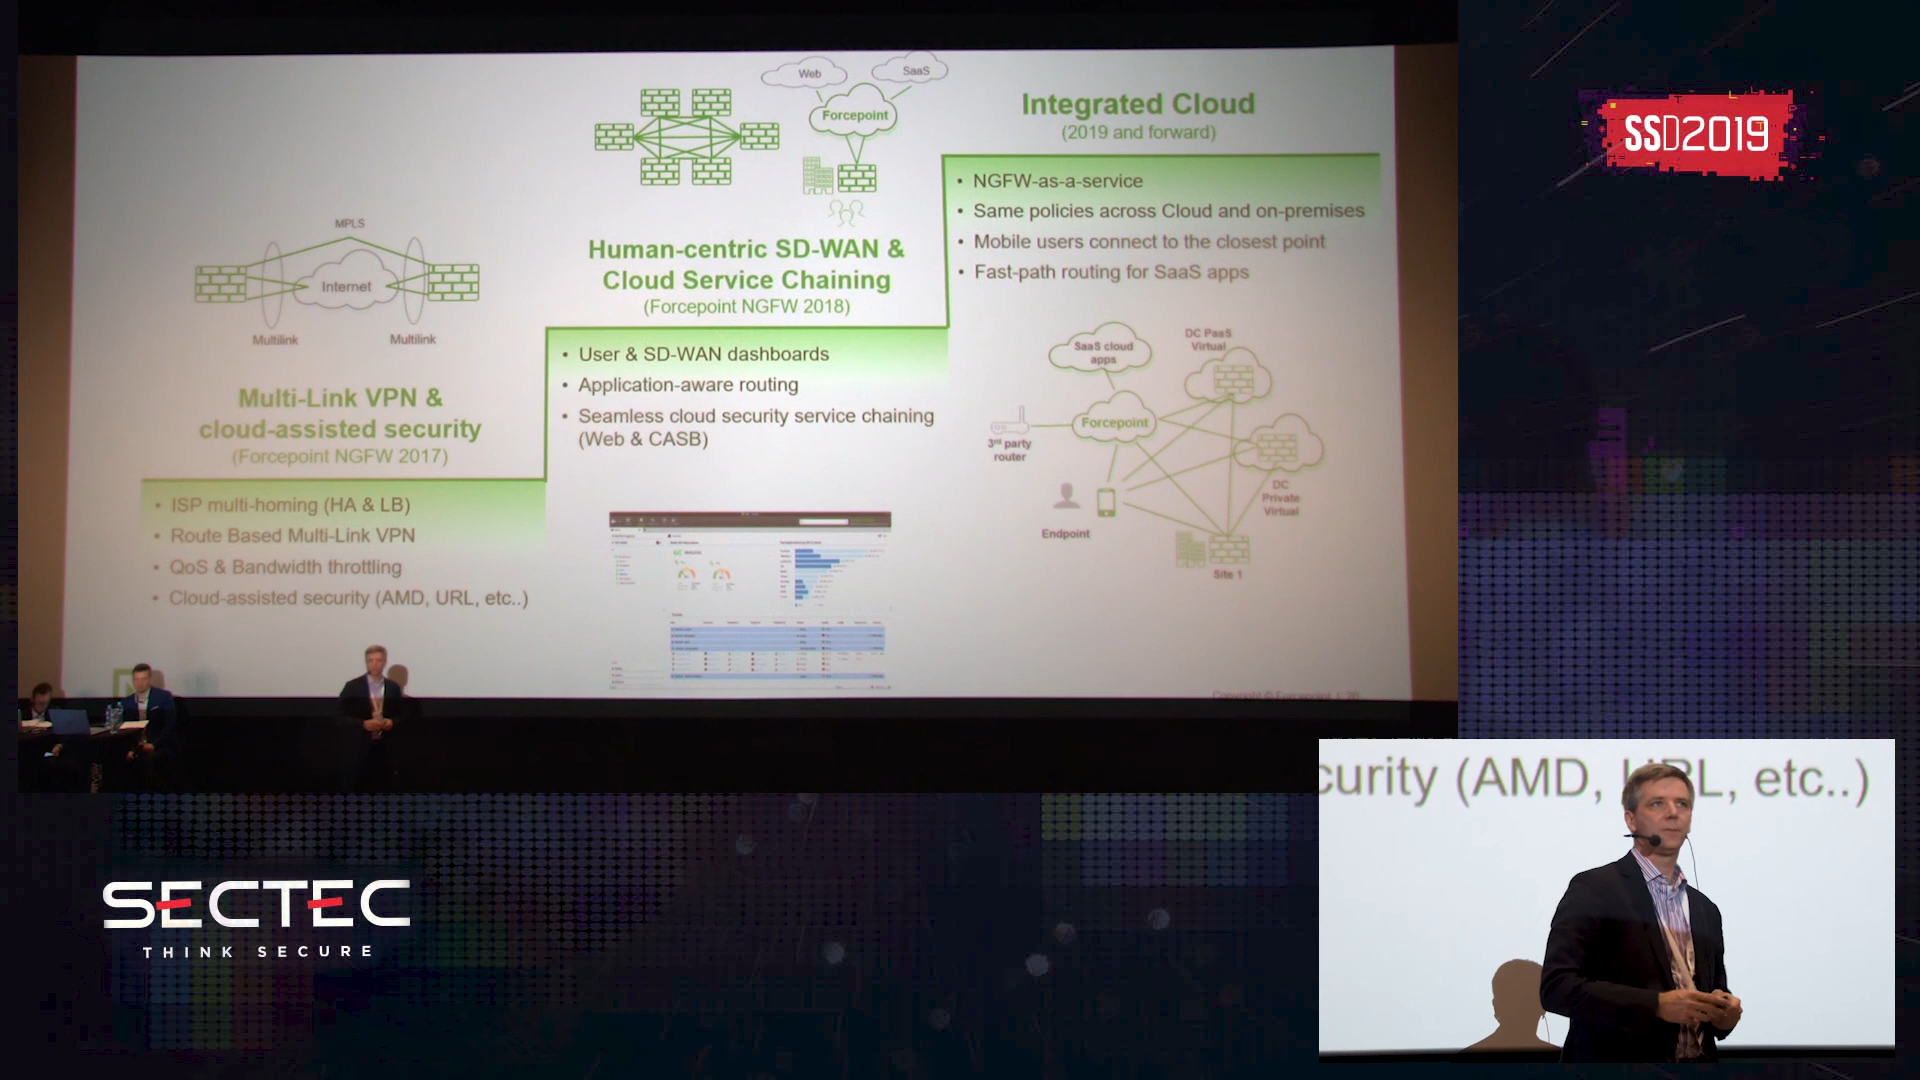 Web
SaaS
Forcepoint
Integrated Cloud
(2019 and forward)
• NGFW-as-a-service
• Same policies across Cloud and on-premises
• Mobile users connect to the closest point
• Fast-path routing for SaaS apps
MPLS
Internet
Multilink
Multilink
Human-centric SD-WAN &
Cloud Service Chaining
(Forcepoint NGFW 2018)
• User & SD-WAN dashboards
• Application-aware routing
• Seamless cloud security service chaining
(Web & CASB)
Multi-Link VPN &
cloud-assisted security
(Forcepoint NGFW 2017)
• ISP multi-homing (HA & LB)
• Route Based Multi-Link VPN
• QoS & Bandwidth throttling
• Cloud-assisted security (AMD, URL, etc..)
SaaS cloud
apps
DC PaaS
Virtual
Forcepoint
3rd party
router
DC
Private
Virtual
Endpoint
Site 1
Copyright © Forcepoint
SSD2019
SECTEC
THINK SECURE
curity (AMD, URL, etc..)